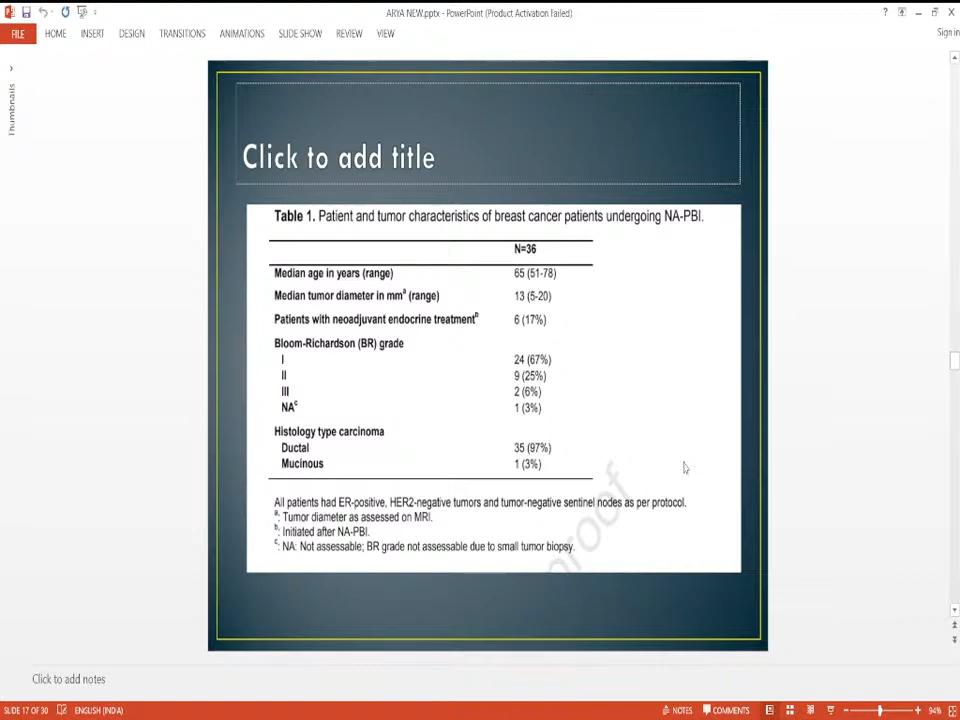 ARYA NEW.pptx - PowerPoint (Product Activation Failed)
FILE HOME INSERT DESIGN TRANSITIONS ANIMATIONS SLIDE SHOW REVIEW VIEW Sign in
Thumbnails
Click to add title
Table 1. Patient and tumor characteristics of breast cancer patients undergoing NA-PBI.
N=36
Median age in years (range) 65 (51-78)
Median tumor diameter in mmᵃ (range) 13 (5-20)
Patients with neoadjuvant endocrine treatmentᵇ 6 (17%)
Bloom-Richardson (BR) grade
I 24 (67%)
II 9 (25%)
III 2 (6%)
NAᶜ 1 (3%)
Histology type carcinoma
Ductal 35 (97%)
Mucinous 1 (3%)
All patients had ER-positive, HER2-negative tumors and tumor-negative sentinel nodes as per protocol.
ᵃ: Tumor diameter as assessed on MRI.
ᵇ: Initiated after NA-PBI.
ᶜ: NA: Not assessable; BR grade not assessable due to small tumor biopsy.
proof
Click to add notes
SLIDE 17 OF 30 ENGLISH (INDIA) NOTES COMMENTS 94%